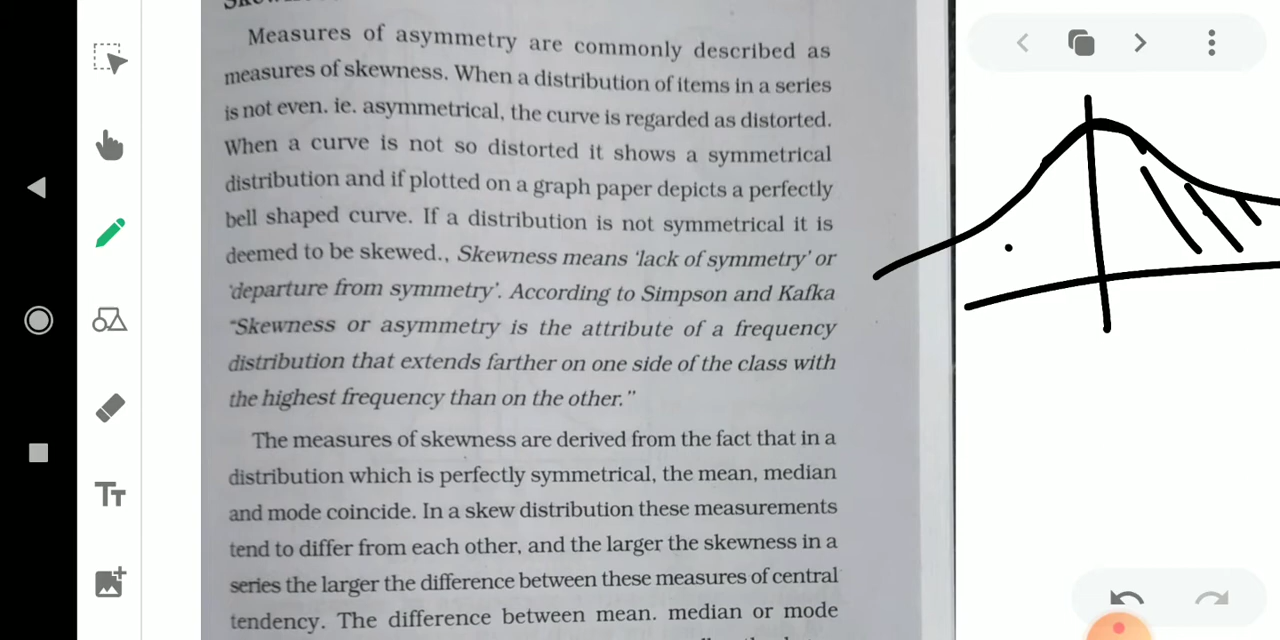 Measures of asymmetry are commonly described as
measures of skewness. When a distribution of items in a series
is not even. ie. asymmetrical, the curve is regarded as distorted.
When a curve is not so distorted it shows a symmetrical
distribution and if plotted on a graph paper depicts a perfectly
bell shaped curve. If a distribution is not symmetrical it is
deemed to be skewed., Skewness means 'lack of symmetry' or
'departure from symmetry'. According to Simpson and Kafka
"Skewness or asymmetry is the attribute of a frequency
distribution that extends farther on one side of the class with
the highest frequency than on the other."
The measures of skewness are derived from the fact that in a
distribution which is perfectly symmetrical, the mean, median
and mode coincide. In a skew distribution these measurements
tend to differ from each other, and the larger the skewness in a
series the larger the difference between these measures of central
tendency. The difference between mean. median or mode
TT